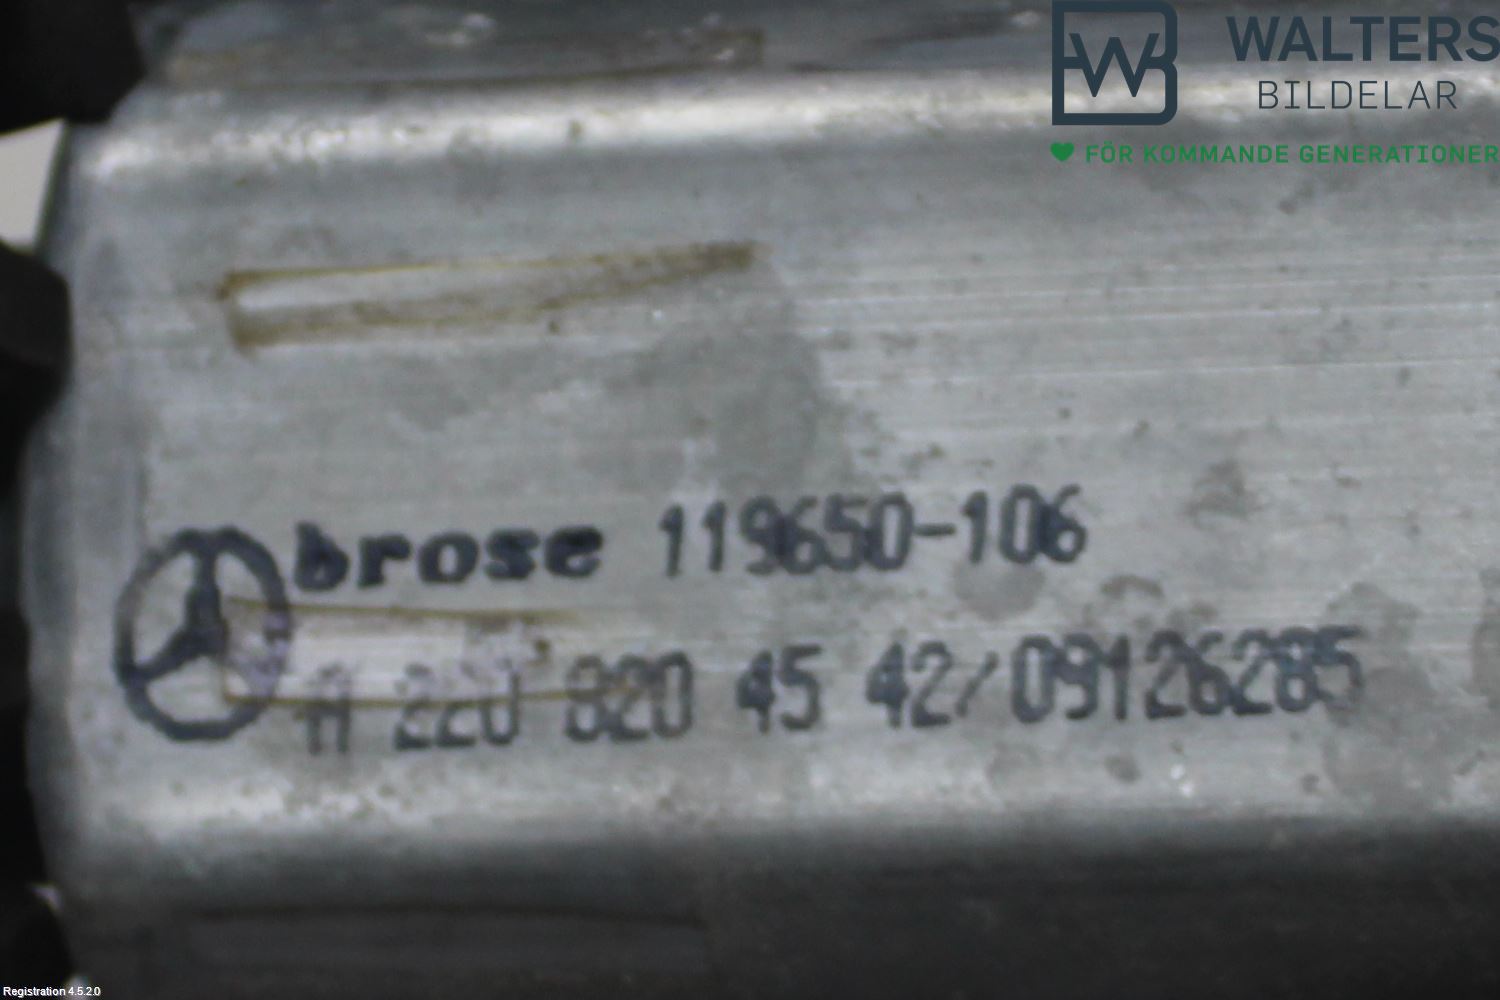 WALTERS
BILDELAR
FÖR KOMMANDE GENERATIONER
brose 119650-106
A 220 820 45 42/09126285
Registration 4.5.2.0